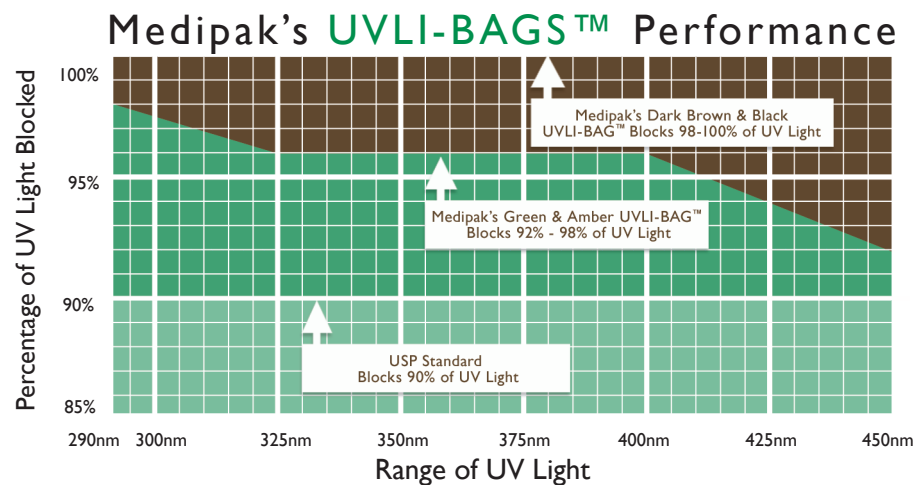 Medipak's UVLI-BAGS™ Performance
Percentage of UV Light Blocked
100%
95%
90%
85%
Medipak's Dark Brown & Black
UVLI-BAG™ Blocks 98-100% of UV Light
Medipak's Green & Amber UVLI-BAG™
Blocks 92% - 98% of UV Light
USP Standard
Blocks 90% of UV Light
290nm 300nm 325nm 350nm 375nm 400nm 425nm 450nm
Range of UV Light